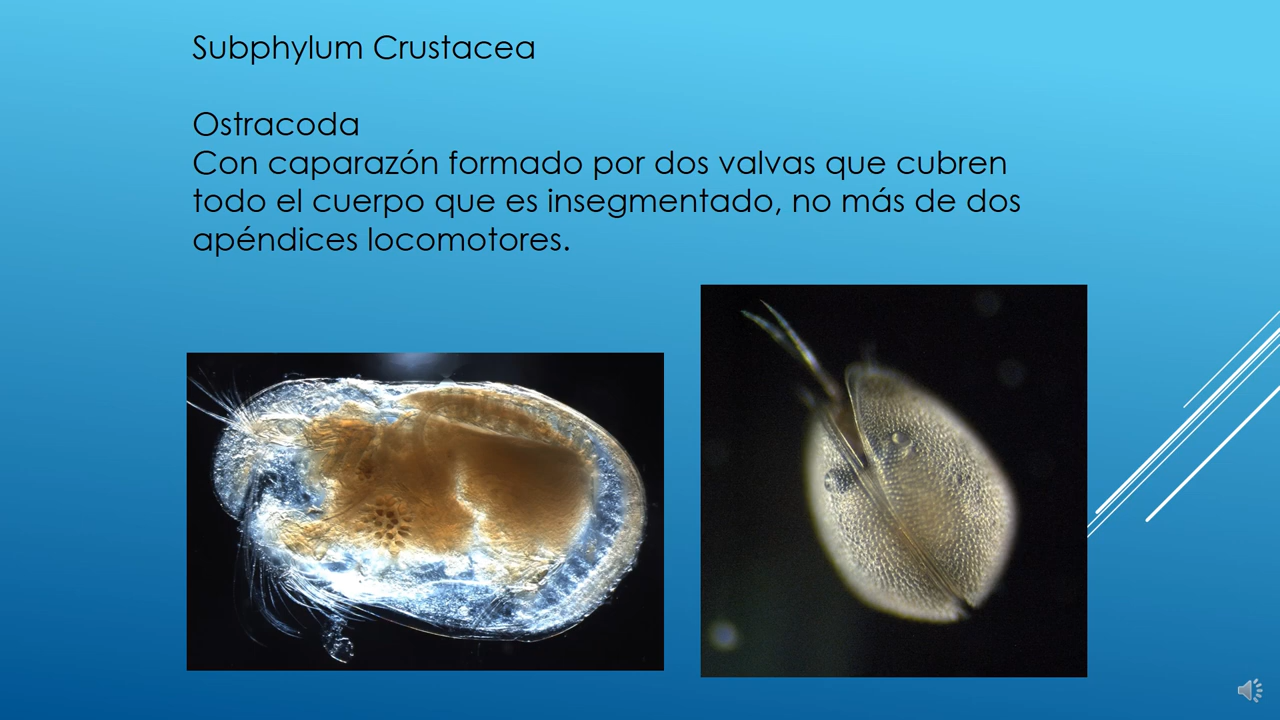 Subphylum Crustacea
Ostracoda
Con caparazón formado por dos valvas que cubren
todo el cuerpo que es insegmentado, no más de dos
apéndices locomotores.